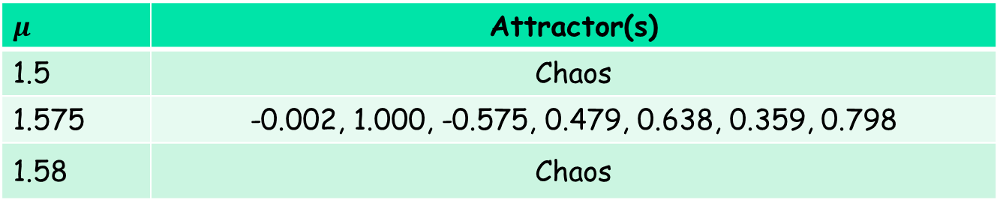 μ Attractor(s)
1.5 Chaos
1.575 -0.002, 1.000, -0.575, 0.479, 0.638, 0.359, 0.798
1.58 Chaos